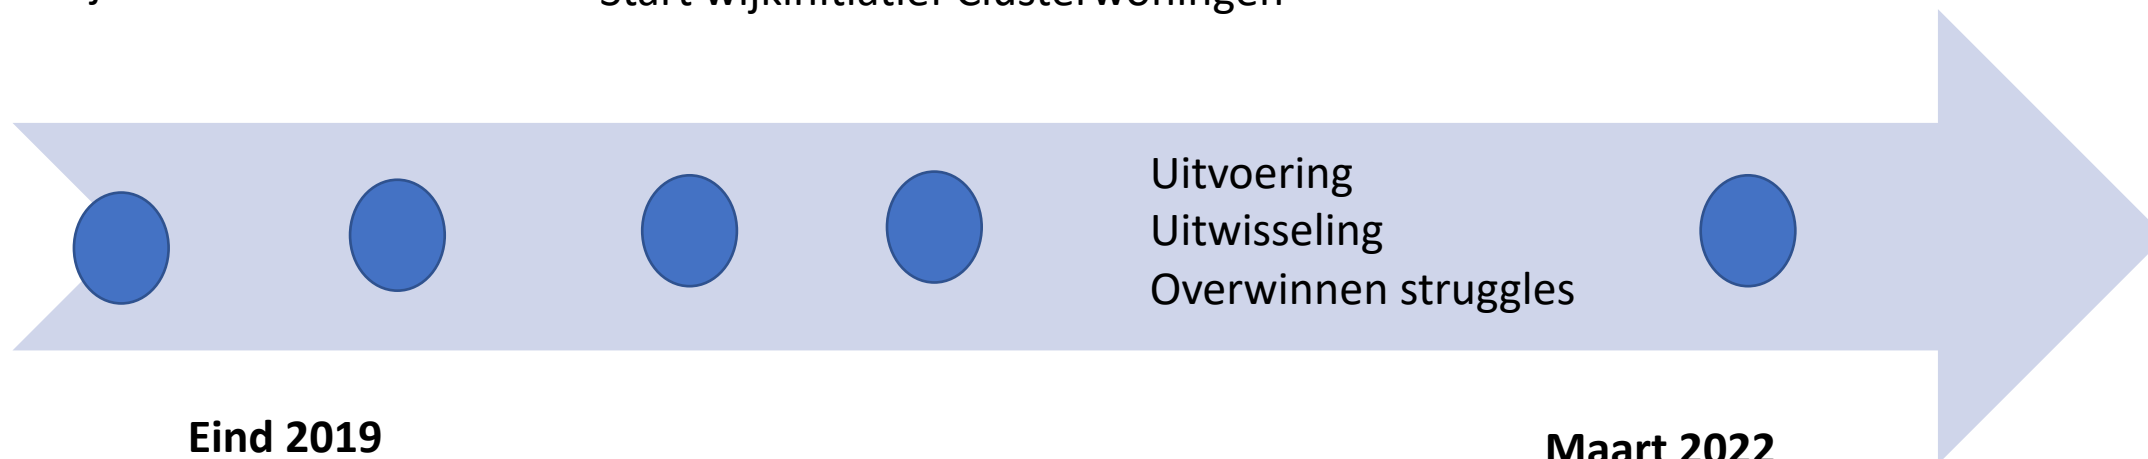 Start wijkinitiatief Clusterwoningen
Uitvoering
Uitwisseling
Overwinnen struggles
Eind 2019
Maart 2022